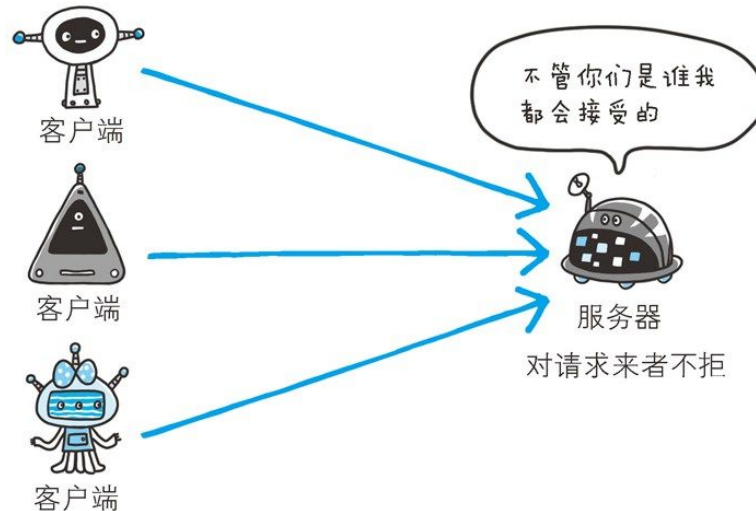 客户端
不管你们是谁我
都会接受的
客户端
服务器
对请求来者不拒
客户端